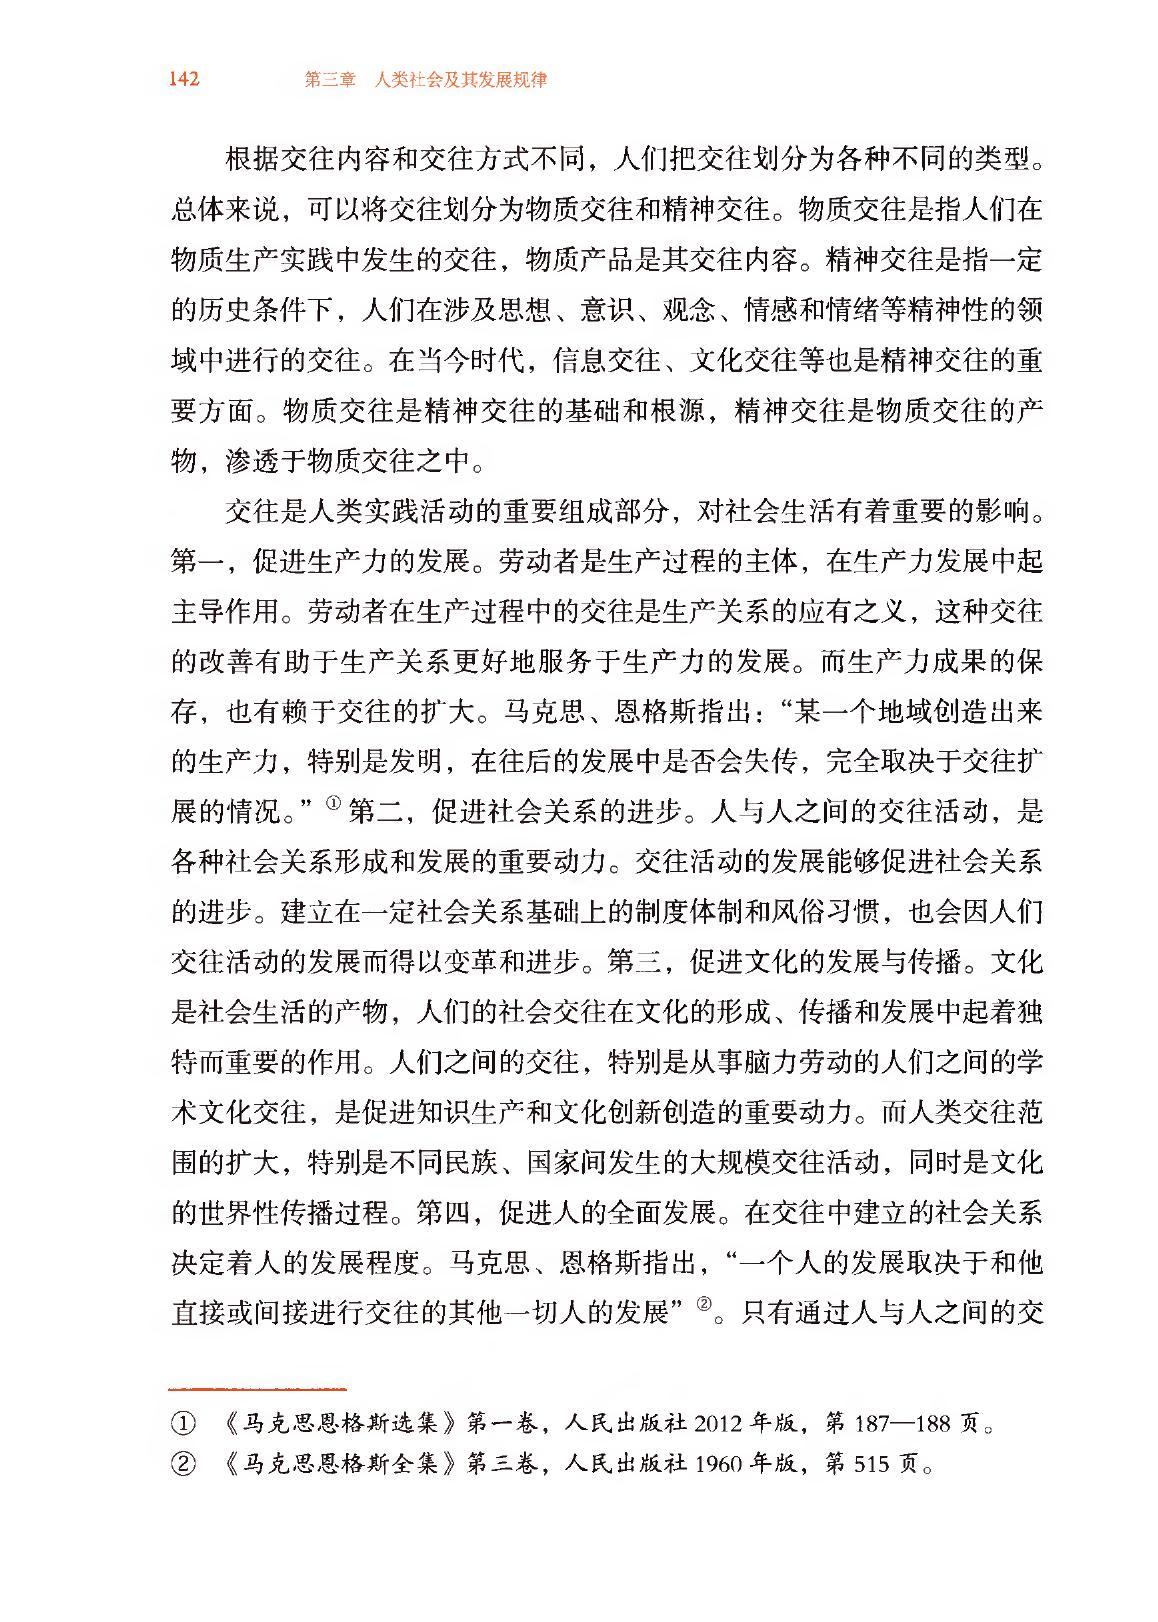 142 第三章 人类社会及其发展规律
根据交往内容和交往方式不同，人们把交往划分为各种不同的类型。
总体来说，可以将交往划分为物质交往和精神交往。物质交往是指人们在
物质生产实践中发生的交往，物质产品是其交往内容。精神交往是指一定
的历史条件下，人们在涉及思想、意识、观念、情感和情绪等精神性的领
域中进行的交往。在当今时代，信息交往、文化交往等也是精神交往的重
要方面。物质交往是精神交往的基础和根源，精神交往是物质交往的产
物，渗透于物质交往之中。
交往是人类实践活动的重要组成部分，对社会生活有着重要的影响。
第一，促进生产力的发展。劳动者是生产过程的主体，在生产力发展中起
主导作用。劳动者在生产过程中的交往是生产关系的应有之义，这种交往
的改善有助于生产关系更好地服务于生产力的发展。而生产力成果的保
存，也有赖于交往的扩大。马克思、恩格斯指出：“某一个地域创造出来
的生产力，特别是发明，在往后的发展中是否会失传，完全取决于交往扩
展的情况。”①第二，促进社会关系的进步。人与人之间的交往活动，是
各种社会关系形成和发展的重要动力。交往活动的发展能够促进社会关系
的进步。建立在一定社会关系基础上的制度体制和风俗习惯，也会因人们
交往活动的发展而得以变革和进步。第三，促进文化的发展与传播。文化
是社会生活的产物，人们的社会交往在文化的形成、传播和发展中起着独
特而重要的作用。人们之间的交往，特别是从事脑力劳动的人们之间的学
术文化交往，是促进知识生产和文化创新创造的重要动力。而人类交往范
围的扩大，特别是不同民族、国家间发生的大规模交往活动，同时是文化
的世界性传播过程。第四，促进人的全面发展。在交往中建立的社会关系
决定着人的发展程度。马克思、恩格斯指出，“一个人的发展取决于和他
直接或间接进行交往的其他一切人的发展”②。只有通过人与人之间的交
① 《马克思恩格斯选集》第一卷，人民出版社 2012 年版，第 187—188 页。
② 《马克思恩格斯全集》第三卷，人民出版社 1960 年版，第 515 页。